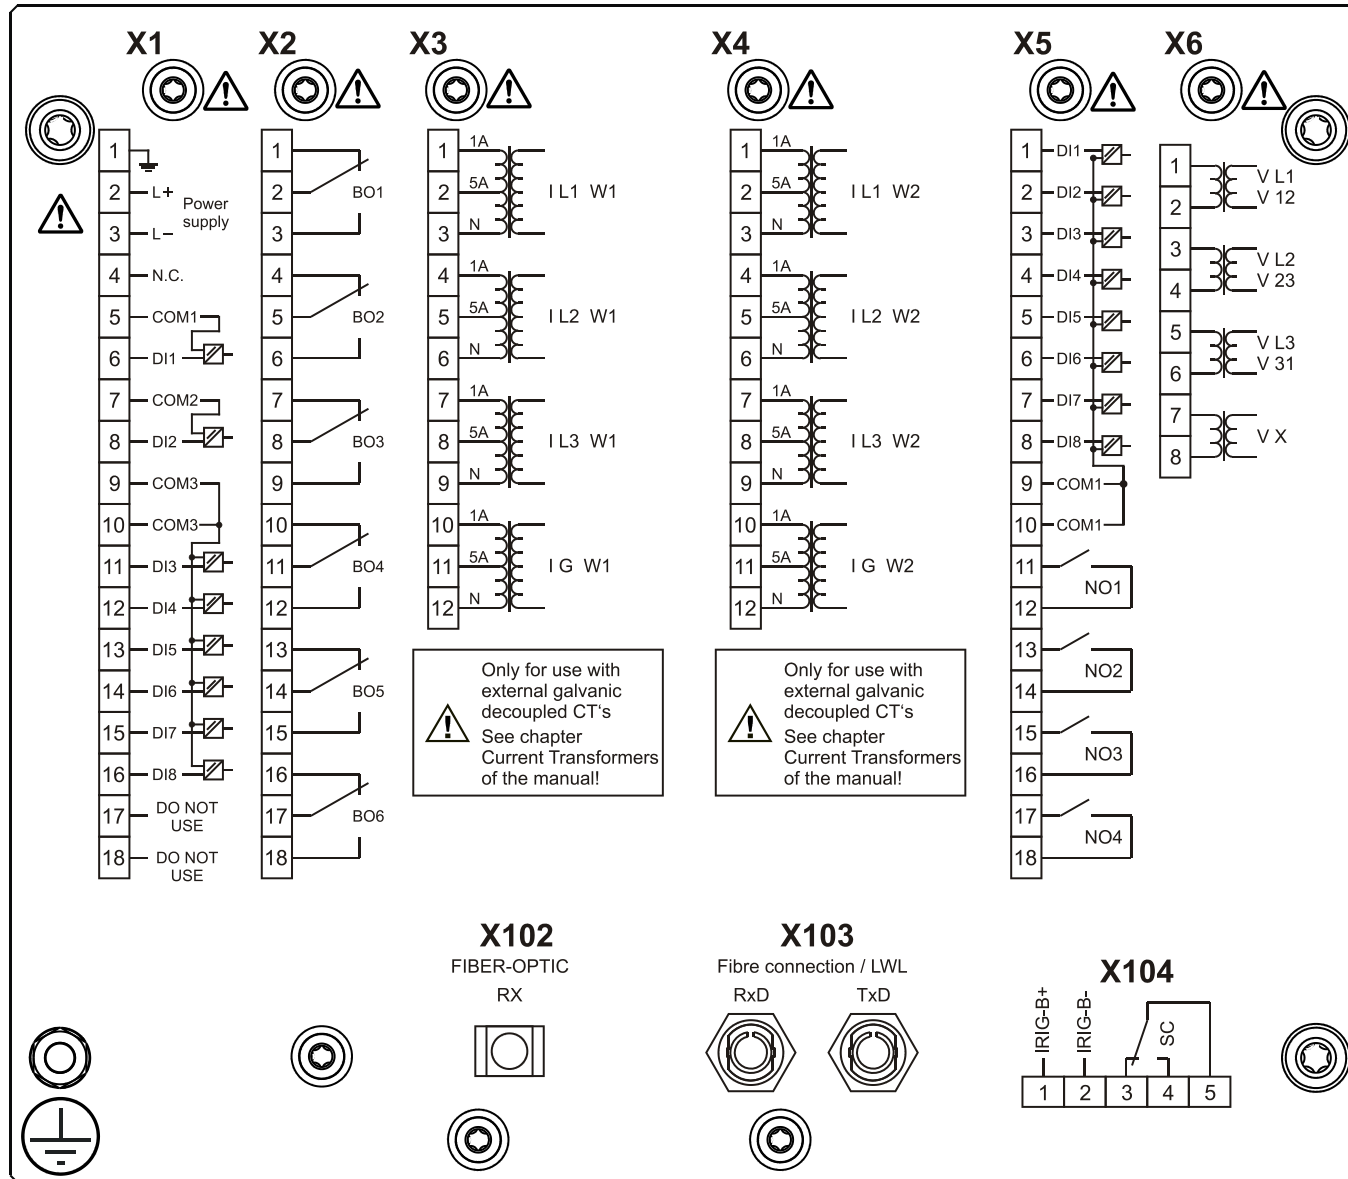 X1
1
2 L+
Power
supply
3 L–
4 N.C.
5 COM1
6 DI1
7 COM2
8 DI2
9 COM3
10 COM3
11 DI3
12 DI4
13 DI5
14 DI6
15 DI7
16 DI8
17 DO NOT
USE
18 DO NOT
USE
X2
1
2 BO1
3
4
5 BO2
6
7
8 BO3
9
10
11 BO4
12
13
14 BO5
15
16
17 BO6
18
X3
1 1A
2 5A I L1 W1
3 N
4 1A
5 5A I L2 W1
6 N
7 1A
8 5A I L3 W1
9 N
10 1A
11 5A I G W1
12 N
Only for use with
external galvanic
decoupled CT‘s
See chapter
Current Transformers
of the manual!
X4
1 1A
2 5A I L1 W2
3 N
4 1A
5 5A I L2 W2
6 N
7 1A
8 5A I L3 W2
9 N
10 1A
11 5A I G W2
12 N
Only for use with
external galvanic
decoupled CT‘s
See chapter
Current Transformers
of the manual!
X5
1 DI1
2 DI2
3 DI3
4 DI4
5 DI5
6 DI6
7 DI7
8 DI8
9 COM1
10 COM1
11
NO1
12
13
NO2
14
15
NO3
16
17
NO4
18
X6
1 V L1
2 V 12
3 V L2
4 V 23
5 V L3
6 V 31
7
V X
8
X102
FIBER-OPTIC
RX
X103
Fibre connection / LWL
RxD TxD
X104
IRIG-B+
IRIG-B-
SC
1 2 3 4 5